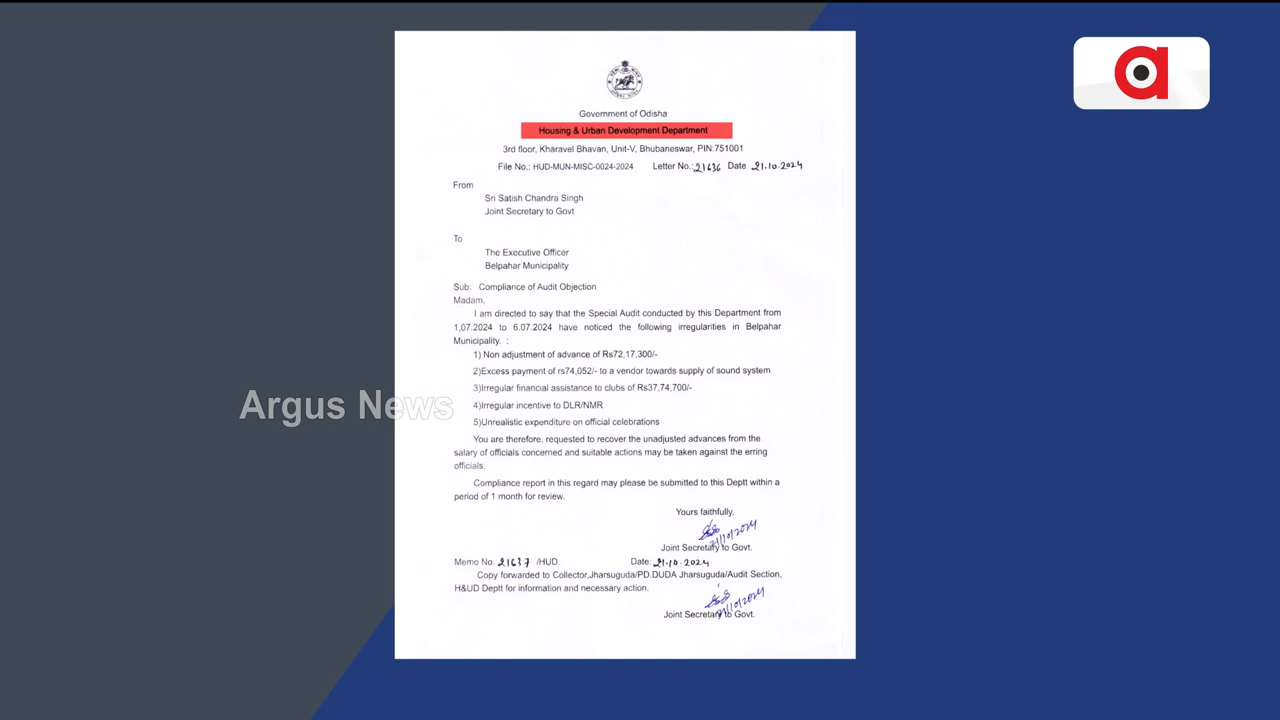 Government of Odisha
Housing & Urban Development Department
3rd floor, Kharavel Bhavan, Unit-V, Bhubaneswar, PIN:751001
File No.: HUD-MUN-MISC-0024-2024 Letter No.: 21636 Date 21.10.2024
From
Sri Satish Chandra Singh
Joint Secretary to Govt
To
The Executive Officer
Belpahar Municipality
Sub: Compliance of Audit Objection
Madam,
I am directed to say that the Special Audit conducted by this Department from
1,07.2024 to 6.07.2024 have noticed the following irregularities in Belpahar
Municipality. :
1) Non adjustment of advance of Rs72,17,300/-
2)Excess payment of rs74,052/- to a vendor towards supply of sound system
3)Irregular financial assistance to clubs of Rs37,74,700/-
4)Irregular incentive to DLR/NMR
5)Unrealistic expenditure on official celebrations
You are therefore, requested to recover the unadjusted advances from the
salary of officials concerned and suitable actions may be taken against the erring
officials.
Compliance report in this regard may please be submitted to this Deptt within a
period of 1 month for review.
Yours faithfully,
21/10/2024
Joint Secretary to Govt.
Memo No. 21637 /HUD. Date: 21.10.2024
Copy forwarded to Collector,Jharsuguda/PD.DUDA Jharsuguda/Audit Section,
H&UD Deptt for information and necessary action.
21/10/2024
Joint Secretary to Govt.
Argus News
a